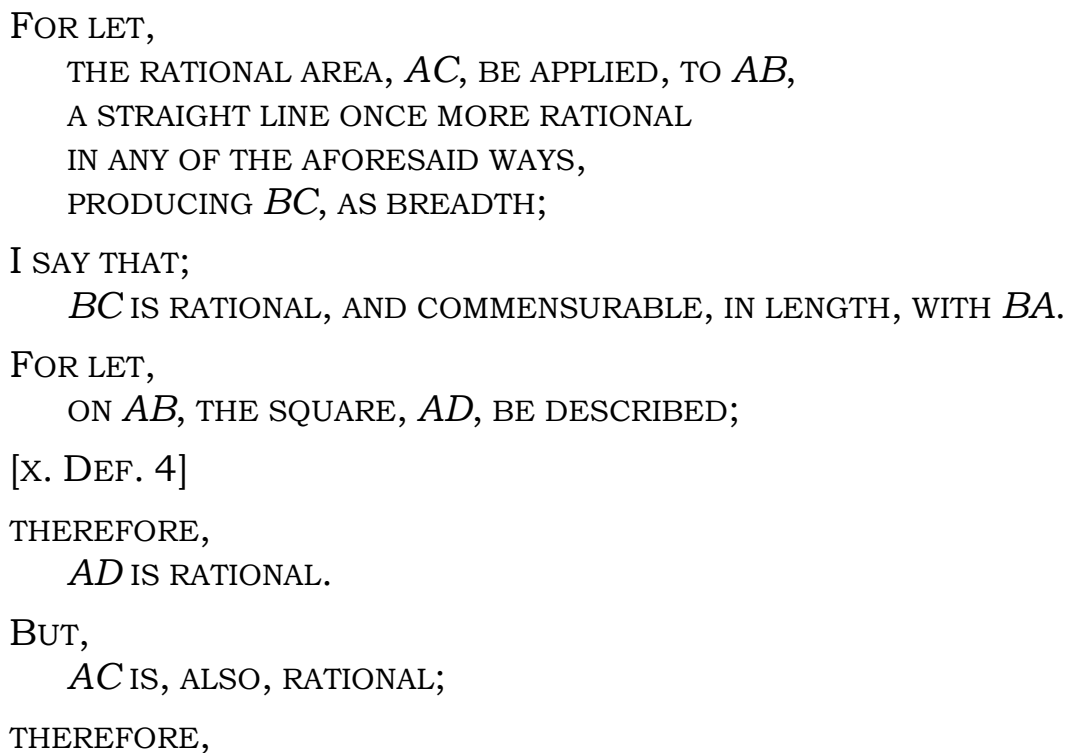 FOR LET,
THE RATIONAL AREA, AC, BE APPLIED, TO AB,
A STRAIGHT LINE ONCE MORE RATIONAL
IN ANY OF THE AFORESAID WAYS,
PRODUCING BC, AS BREADTH;
I SAY THAT;
BC IS RATIONAL, AND COMMENSURABLE, IN LENGTH, WITH BA.
FOR LET,
ON AB, THE SQUARE, AD, BE DESCRIBED;
[X. DEF. 4]
THEREFORE,
AD IS RATIONAL.
BUT,
AC IS, ALSO, RATIONAL;
THEREFORE,